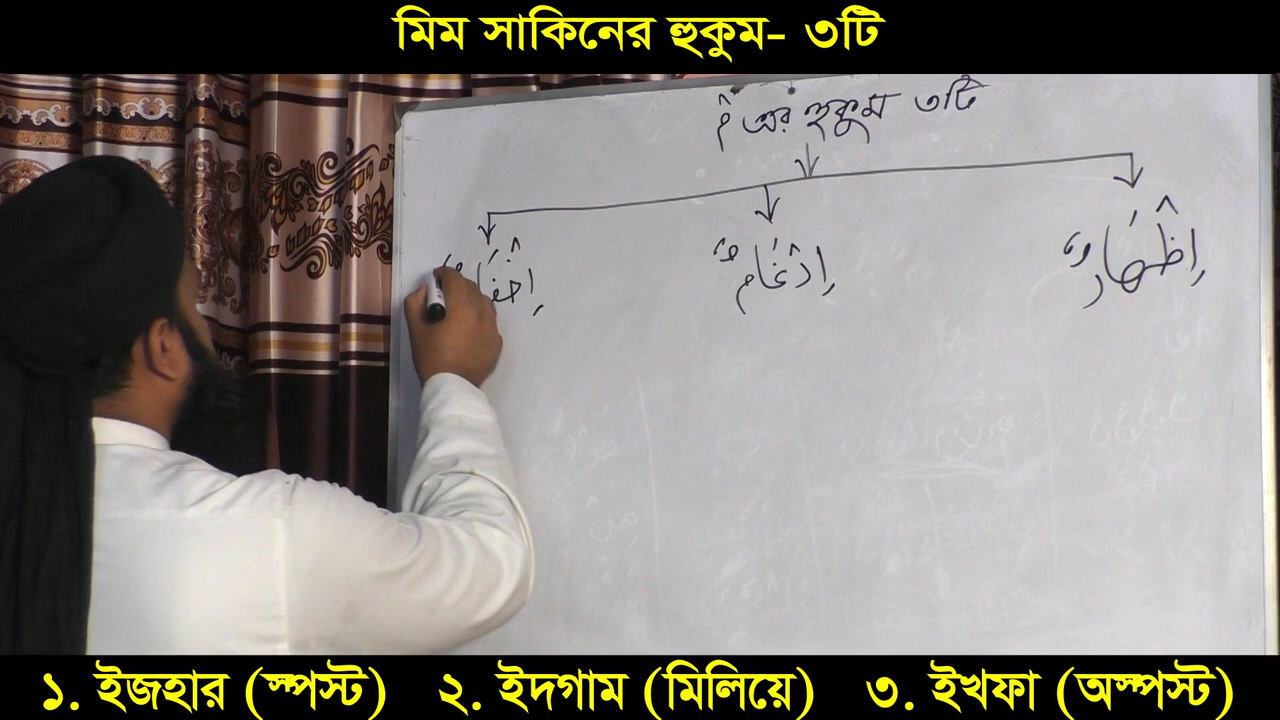 মিম সাকিনের হুকুম- ৩টি
مْ এর হুকুম ৩টি
اِظْهَارٌ اِدْغَامٌ اِخْفَاءٌ
১. ইজহার (স্পস্ট) ২. ইদগাম (মিলিয়ে) ৩. ইখফা (অস্পস্ট)